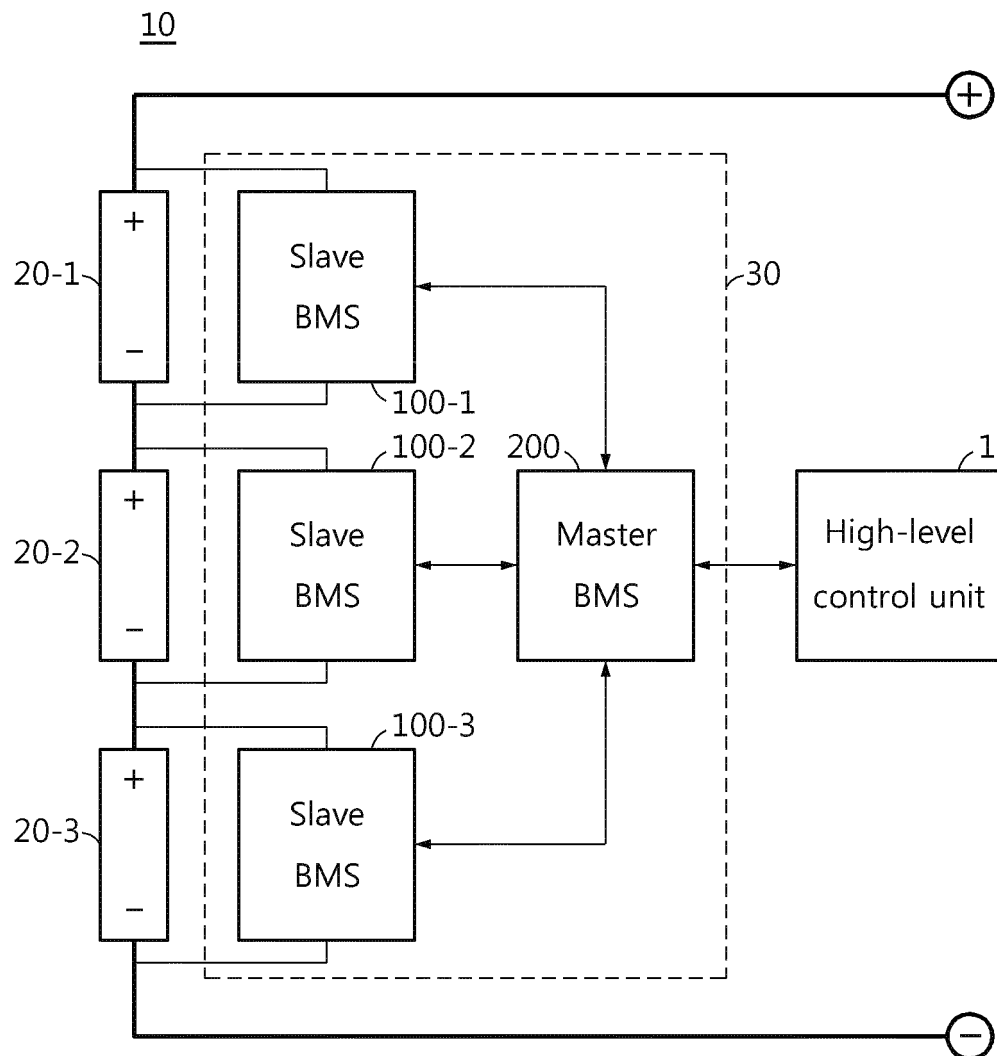 10
+
+
−
20-1
Slave
BMS
30
100-1
100-2
200
1
+
−
20-2
Slave
BMS
Master
BMS
High-level
control unit
100-3
+
−
20-3
Slave
BMS
−